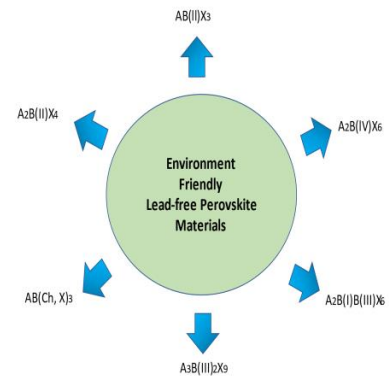 AB(II)X3
A2B(II)X4
A2B(IV)X6
Environment
Friendly
Lead-free Perovskite
Materials
AB(Ch, X)3
A2B(I)B(III)X6
A3B(III)2X9